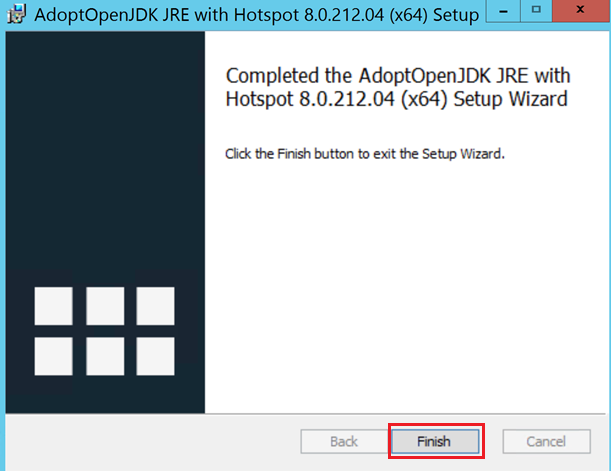 AdoptOpenJDK JRE with Hotspot 8.0.212.04 (x64) Setup
Completed the AdoptOpenJDK JRE with
Hotspot 8.0.212.04 (x64) Setup Wizard
Click the Finish button to exit the Setup Wizard.
Back Finish Cancel